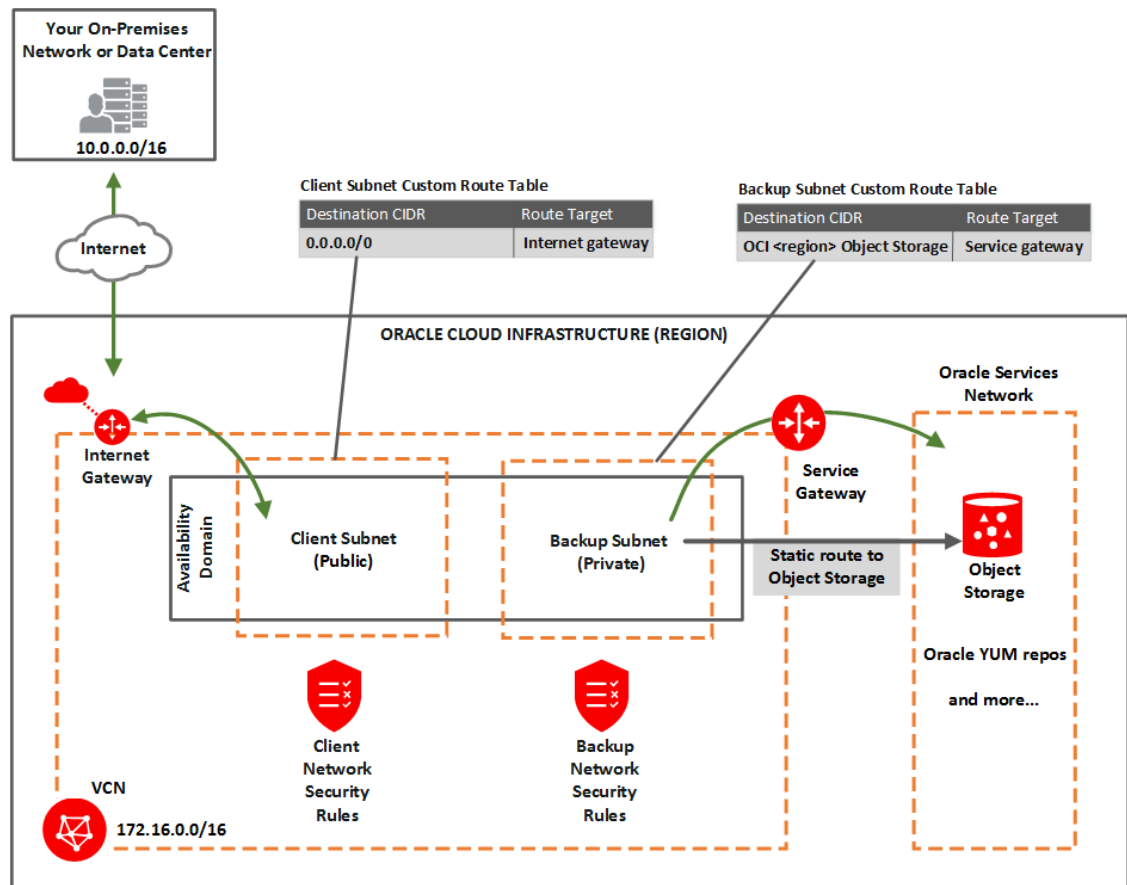 Your On-Premises
Network or Data Center
10.0.0.0/16
Internet
Client Subnet Custom Route Table
Destination CIDR Route Target
0.0.0.0/0 Internet gateway
Backup Subnet Custom Route Table
Destination CIDR Route Target
OCI <region> Object Storage Service gateway
ORACLE CLOUD INFRASTRUCTURE (REGION)
Oracle Services
Network
Internet
Gateway
Service
Gateway
Availability
Domain
Client Subnet
(Public)
Backup Subnet
(Private)
Static route to
Object Storage
Object
Storage
Oracle YUM repos
and more...
Client
Network
Security
Rules
Backup
Network
Security
Rules
VCN
172.16.0.0/16